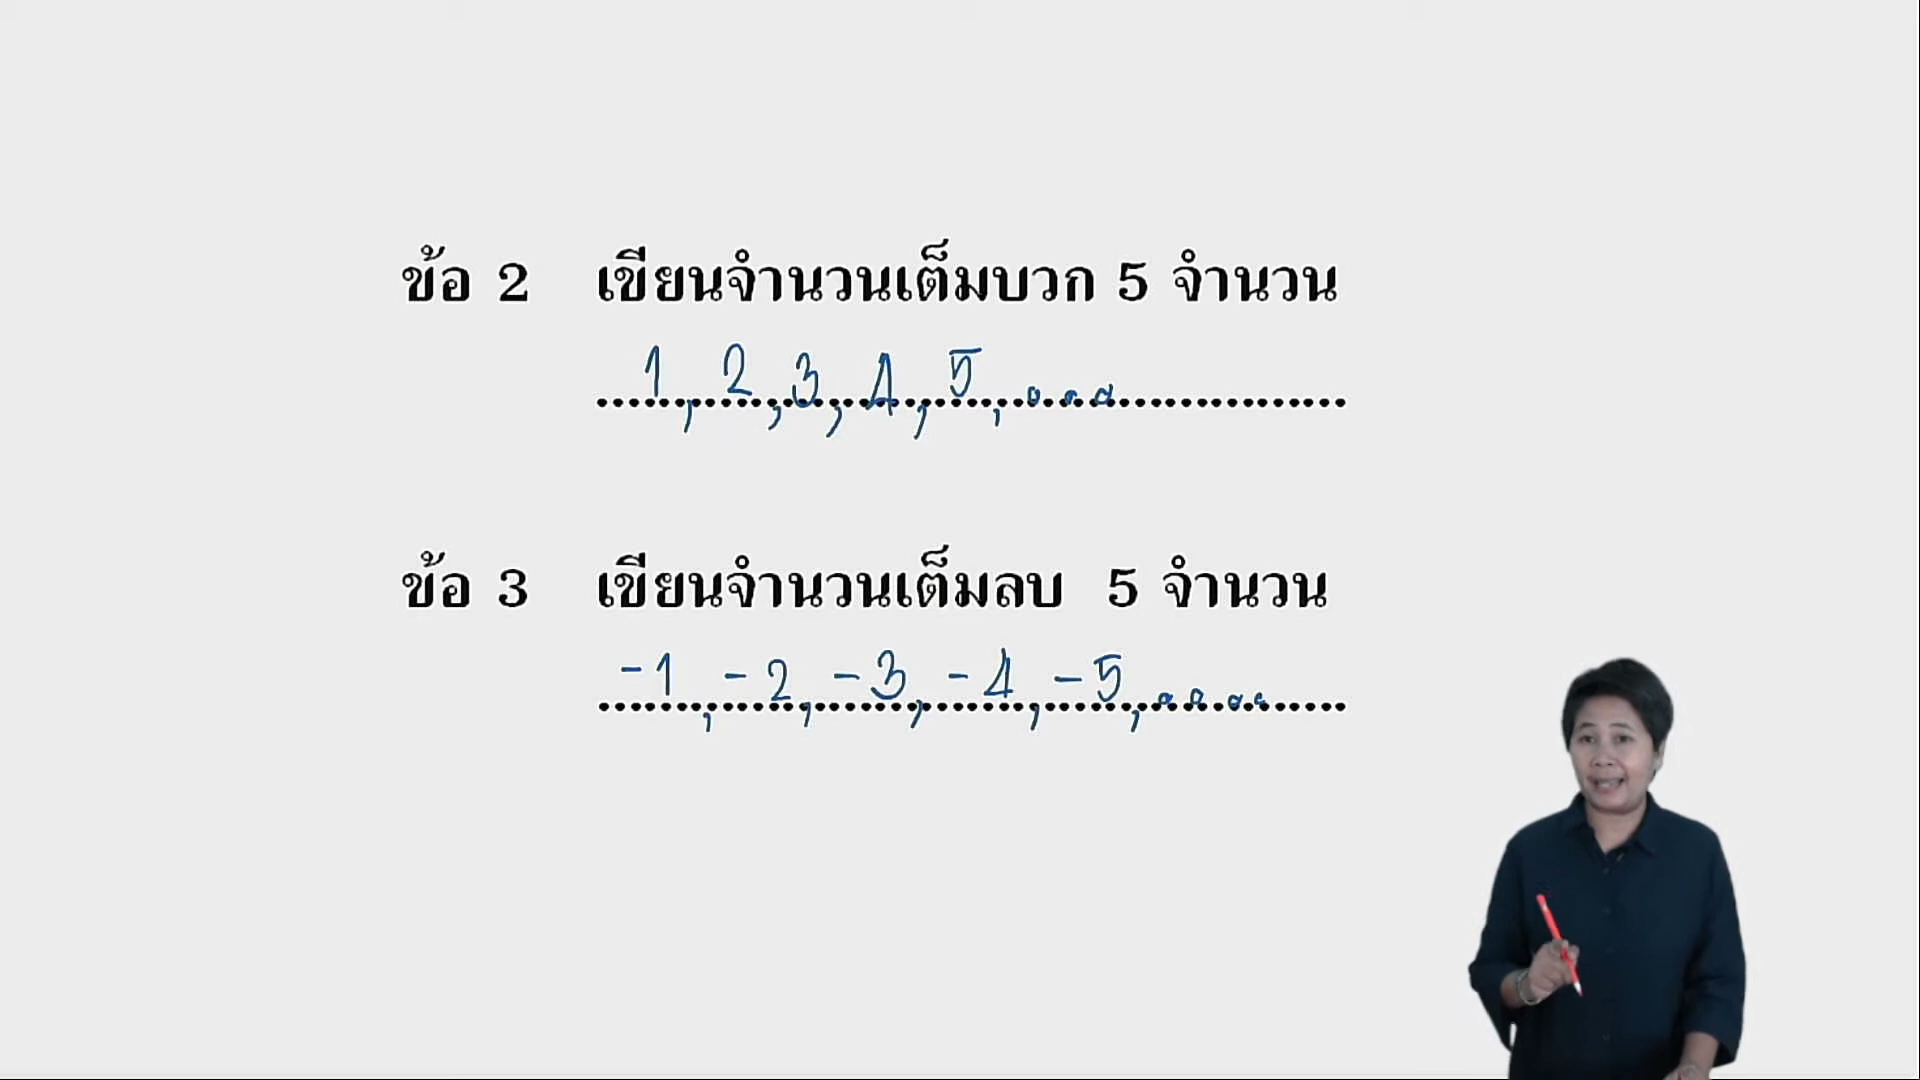 ข้อ 2 เขียนจำนวนเต็มบวก 5 จำนวน
1, 2, 3, 4, 5, ...
ข้อ 3 เขียนจำนวนเต็มลบ 5 จำนวน
-1, -2, -3, -4, -5, ....